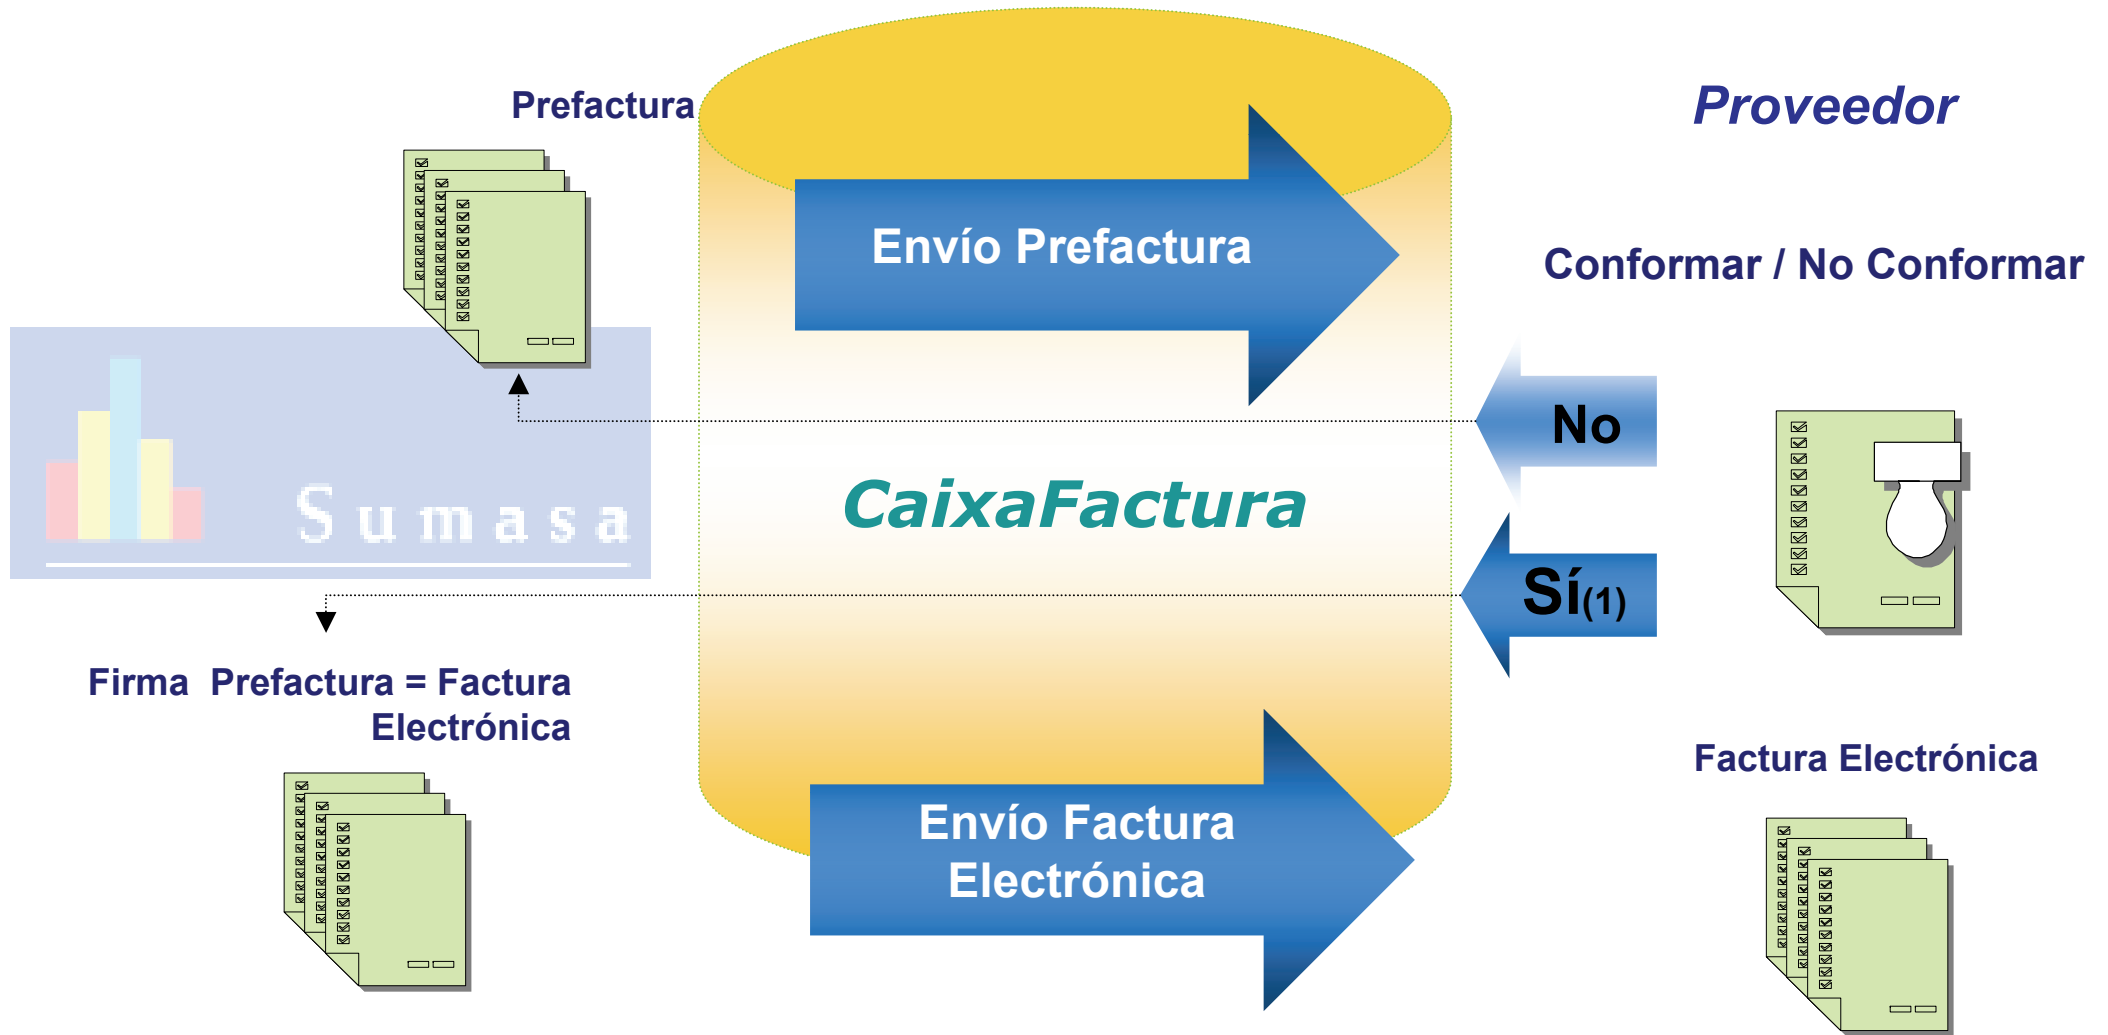 Prefactura
Proveedor
Envío Prefactura
Conformar / No Conformar
No
Sumasa
CaixaFactura
Sí(1)
Firma Prefactura = Factura
Electrónica
Factura Electrónica
Envío Factura
Electrónica